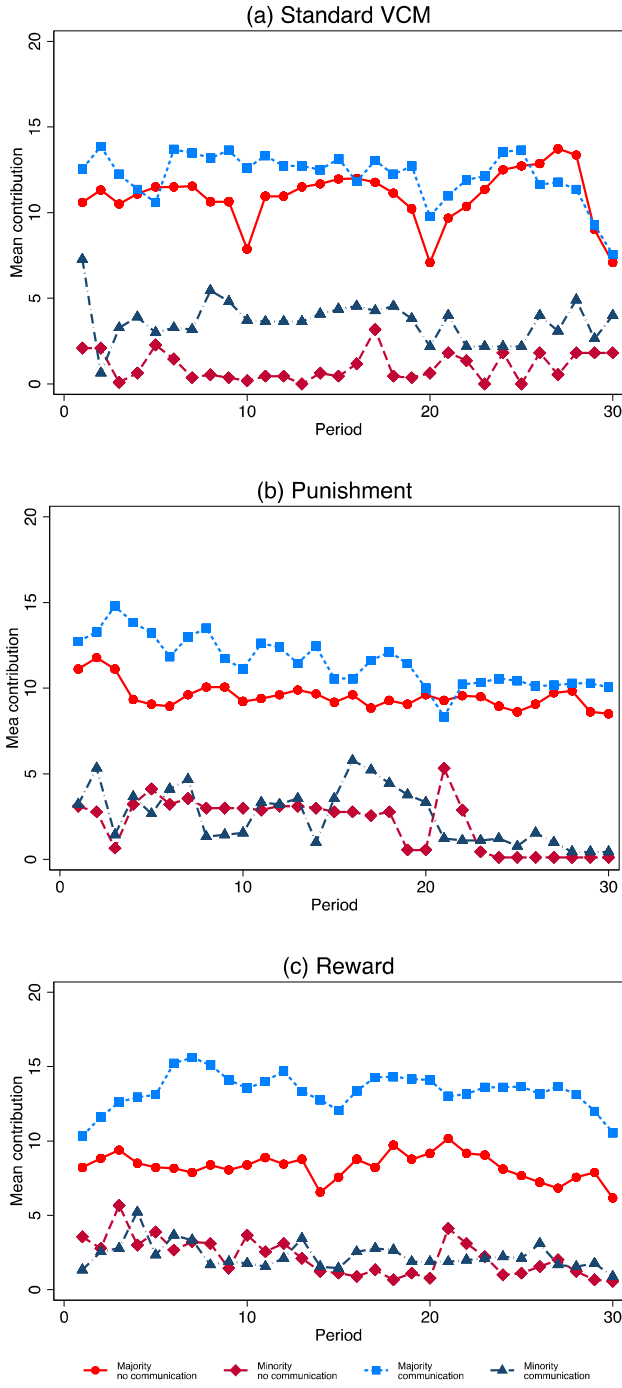 (a) Standard VCM
20
15
10
5
0
Mean contribution
0 10 20 30
Period
(b) Punishment
20
15
10
5
0
Mea contribution
0 10 20 30
Period
(c) Reward
20
15
10
5
0
Mean contribution
0 10 20 30
Period
Majority Minority Majority Minority
no communication no communication communication communication